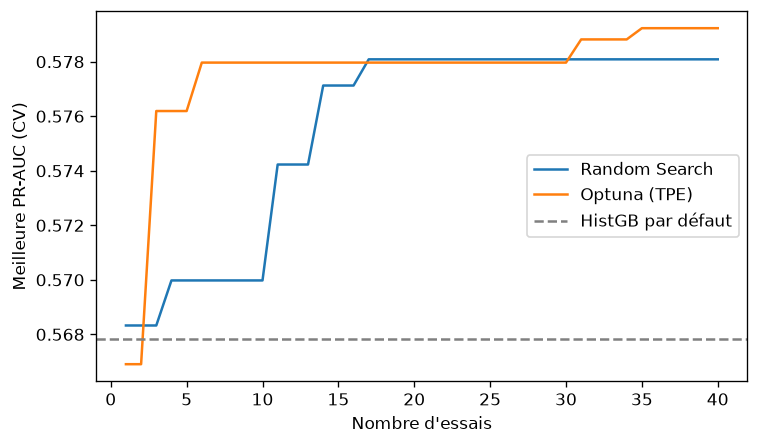 Meilleure PR-AUC (CV)
0.578
0.576
0.574
0.572
0.570
0.568
Random Search
Optuna (TPE)
HistGB par défaut
0 5 10 15 20 25 30 35 40
Nombre d'essais